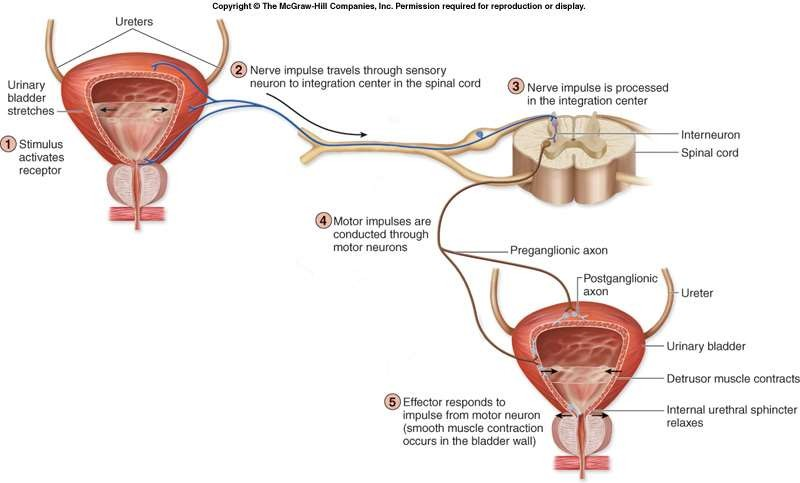 Copyright © The McGraw-Hill Companies, Inc. Permission required for reproduction or display.
Ureters
Urinary
bladder
stretches
1 Stimulus
activates
receptor
2 Nerve impulse travels through sensory
neuron to integration center in the spinal cord
3 Nerve impulse is processed
in the integration center
Interneuron
Spinal cord
4 Motor impulses are
conducted through
motor neurons
Preganglionic axon
Postganglionic
axon
Ureter
Urinary bladder
Detrusor muscle contracts
Internal urethral sphincter
relaxes
5 Effector responds to
impulse from motor neuron
(smooth muscle contraction
occurs in the bladder wall)